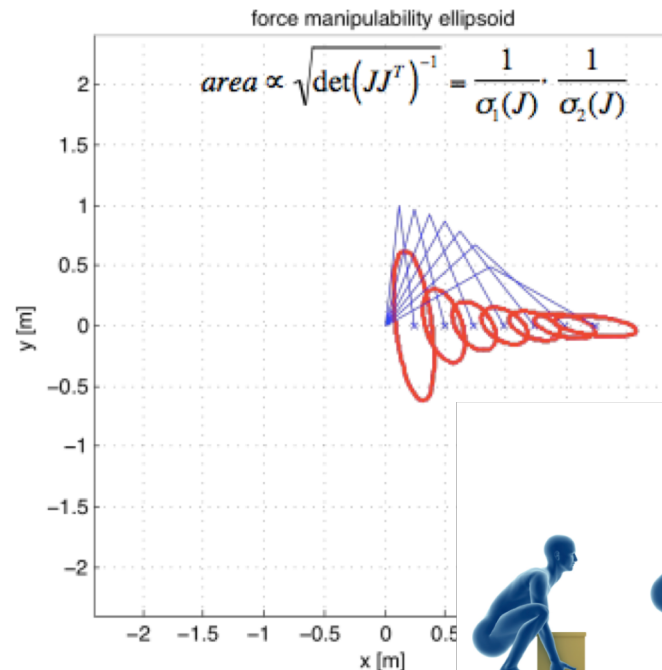 force manipulability ellipsoid
area ∝ √det(JJᵀ)⁻¹ = 1/σ₁(J) · 1/σ₂(J)
2
1.5
1
0.5
0
−0.5
−1
−1.5
−2
y [m]
−2 −1.5 −1 −0.5 0 0.5
x [m]